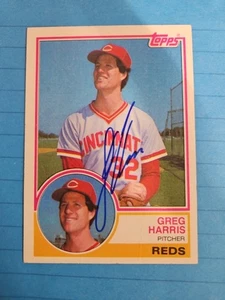 Topps
CINCINNATI
22
GREG
HARRIS
PITCHER
REDS